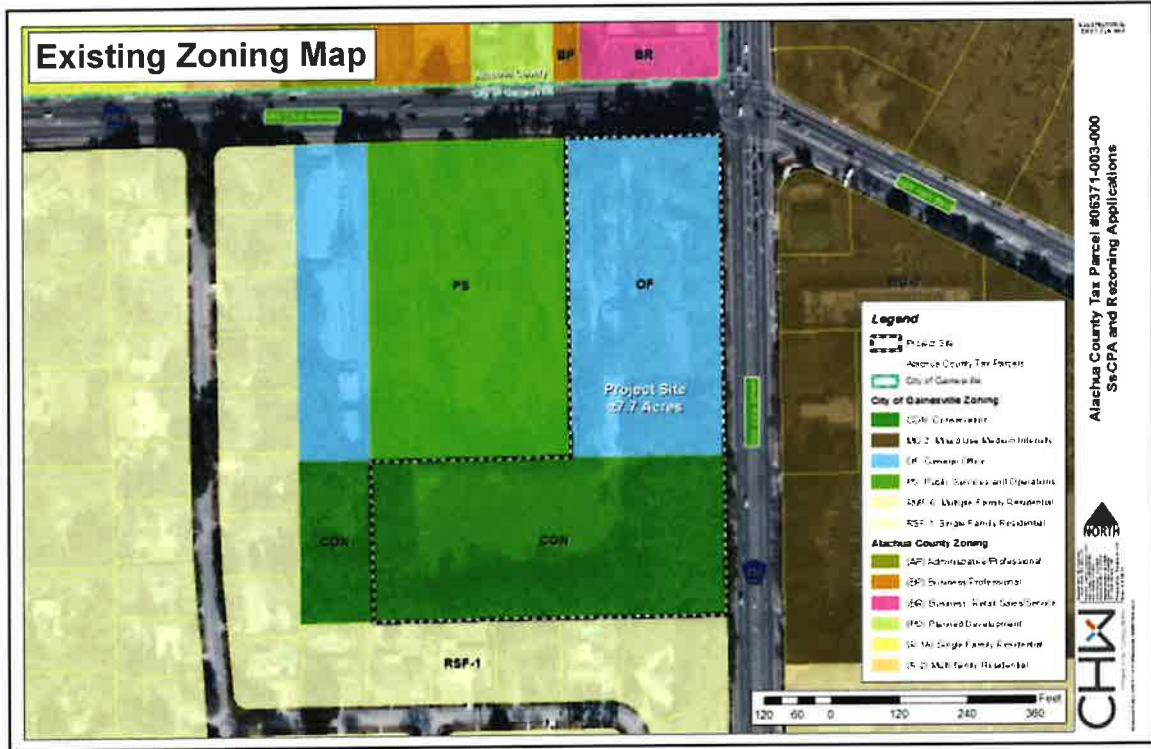 Existing Zoning Map
BP
BR
Alachua County
City of Gainesville
PS
OF
Project Site
±7.7 Acres
CON
CON
RSF-1
Legend
Project Site
Alachua County Tax Parcels
City of Gainesville
City of Gainesville Zoning
CON: Conservation
MU-2: Mixed Use Medium Intensity
OF: General Office
PS: Public Services and Operations
Multiple Family Residential
RSF-1: Single Family Residential
Alachua County Zoning
(AP) Administrative/Professional
(BP) Business Professional
(BR) Business, Retail Sales/Service
(PD) Planned Development
(R-1A) Single Family Residential
(R-2) Multi Family Residential
Feet
120 60 0 120 240 360
Alachua County Tax Parcel #06371-003-000
SsCPA and Rezoning Applications
NORTH
CHW